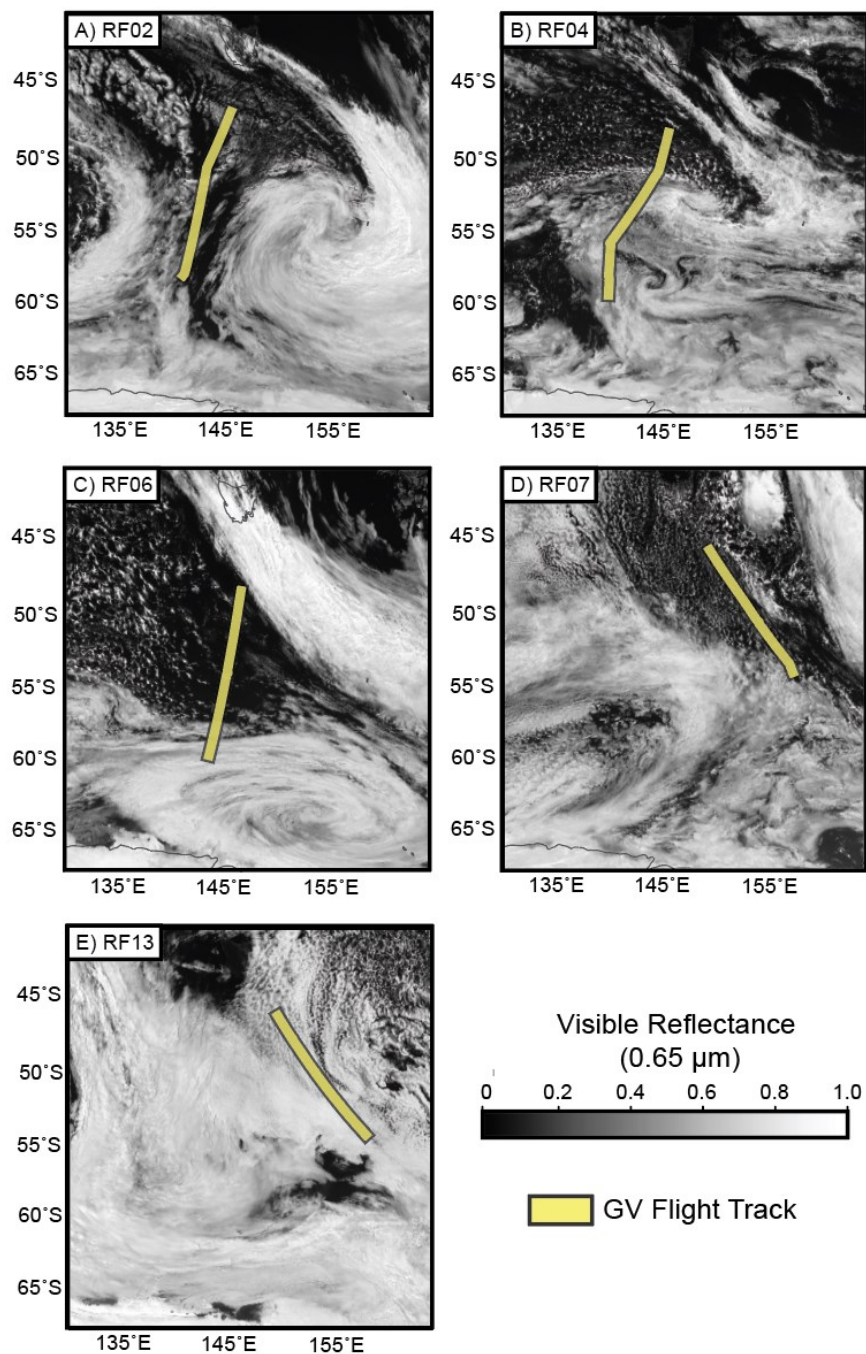 A) RF02
45°S
50°S
55°S
60°S
65°S
135°E 145°E 155°E
B) RF04
45°S
50°S
55°S
60°S
65°S
135°E 145°E 155°E
C) RF06
45°S
50°S
55°S
60°S
65°S
135°E 145°E 155°E
D) RF07
45°S
50°S
55°S
60°S
65°S
135°E 145°E 155°E
E) RF13
45°S
50°S
55°S
60°S
65°S
135°E 145°E 155°E
Visible Reflectance
(0.65 µm)
0 0.2 0.4 0.6 0.8 1.0
GV Flight Track